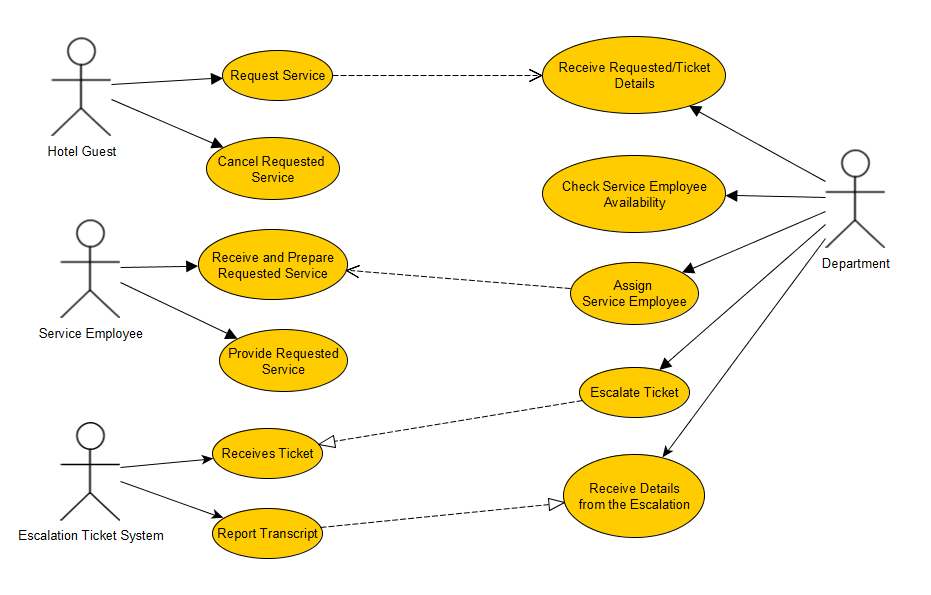 Request Service
Receive Requested/Ticket
Details
Hotel Guest
Cancel Requested
Service
Check Service Employee
Availability
Department
Receive and Prepare
Requested Service
Assign
Service Employee
Service Employee
Provide Requested
Service
Escalate Ticket
Receives Ticket
Receive Details
from the Escalation
Escalation Ticket System
Report Transcript